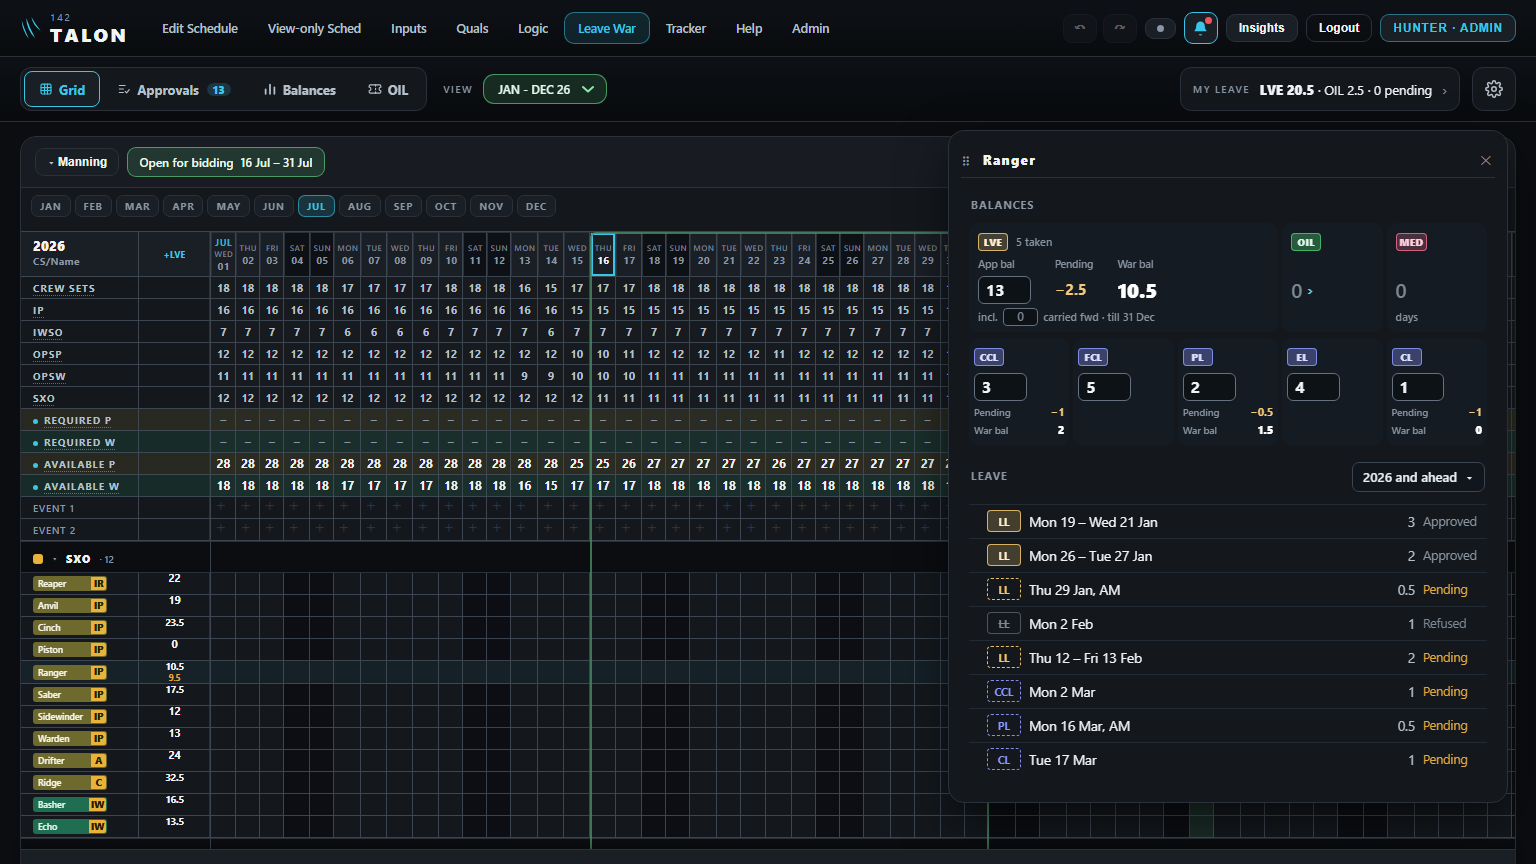 142
TALON
Edit Schedule
View-only Sched
Inputs
Quals
Logic
Leave War
Tracker
Help
Admin
Insights
Logout
HUNTER · ADMIN
Grid
Approvals 13
Balances
OIL
VIEW
JAN - DEC 26
MY LEAVE LVE 20.5 · OIL 2.5 · 0 pending ›
Manning
Open for bidding 16 Jul – 31 Jul
JAN FEB MAR APR MAY JUN JUL AUG SEP OCT NOV DEC
2026
CS/Name
+LVE
JUL
WED THU FRI SAT SUN MON TUE WED THU FRI SAT SUN MON TUE WED THU FRI SAT SUN MON TUE WED THU FRI SAT SUN MON TUE WED
01 02 03 04 05 06 07 08 09 10 11 12 13 14 15 16 17 18 19 20 21 22 23 24 25 26 27 28 29
CREW SETS 18 18 18 18 18 17 17 17 17 18 18 18 16 15 17 17 17 18 18 18 18 18 18 18 18 18 18 18 18
IP 16 16 16 16 16 16 16 16 16 16 16 16 16 16 15 15 15 15 15 15 15 15 15 15 15 15 15 15 15
IWSO 7 7 7 7 7 6 6 6 6 7 7 7 7 6 7 7 7 7 7 7 7 7 7 7 7 7 7 7 7
OPSP 12 12 12 12 12 12 12 12 12 12 12 12 12 12 10 10 11 12 12 12 12 12 11 12 12 12 12 12 12
OPSW 11 11 11 11 11 11 11 11 11 11 11 11 9 9 10 10 10 11 11 11 11 11 11 11 11 11 11 11 11
SXO 12 12 12 12 12 12 12 12 12 12 12 12 12 12 12 11 11 11 11 11 11 11 11 11 11 11 11 11 11
REQUIRED P – – – – – – – – – – – – – – – – – – – – – – – – – – – – –
REQUIRED W – – – – – – – – – – – – – – – – – – – – – – – – – – – – –
AVAILABLE P 28 28 28 28 28 28 28 28 28 28 28 28 28 28 25 25 26 27 27 27 27 27 26 27 27 27 27 27 27
AVAILABLE W 18 18 18 18 18 17 17 17 17 18 18 18 16 15 17 17 17 18 18 18 18 18 18 18 18 18 18 18 18
EVENT 1 + + + + + + + + + + + + + + + + + + + + + + + + + + + + +
EVENT 2 + + + + + + + + + + + + + + + + + + + + + + + + + + + + +
· SXO · 12
Reaper IR 22
Anvil IP 19
Cinch IP 23.5
Piston IP 0
Ranger IP 10.5
9.5
Saber IP 17.5
Sidewinder IP 12
Warden IP 13
Drifter A 24
Ridge C 32.5
Basher IW 16.5
Echo IW 13.5
Ranger
BALANCES
LVE 5 taken
App bal Pending War bal
13 −2.5 10.5
incl. 0 carried fwd · till 31 Dec
OIL
0 ›
MED
0
days
CCL FCL PL EL CL
3 5 2 4 1
Pending −1 Pending −0.5 Pending −1
War bal 2 War bal 1.5 War bal 0
LEAVE
2026 and ahead
LL Mon 19 – Wed 21 Jan 3 Approved
LL Mon 26 – Tue 27 Jan 2 Approved
LL Thu 29 Jan, AM 0.5 Pending
LL Mon 2 Feb 1 Refused
LL Thu 12 – Fri 13 Feb 2 Pending
CCL Mon 2 Mar 1 Pending
PL Mon 16 Mar, AM 0.5 Pending
CL Tue 17 Mar 1 Pending